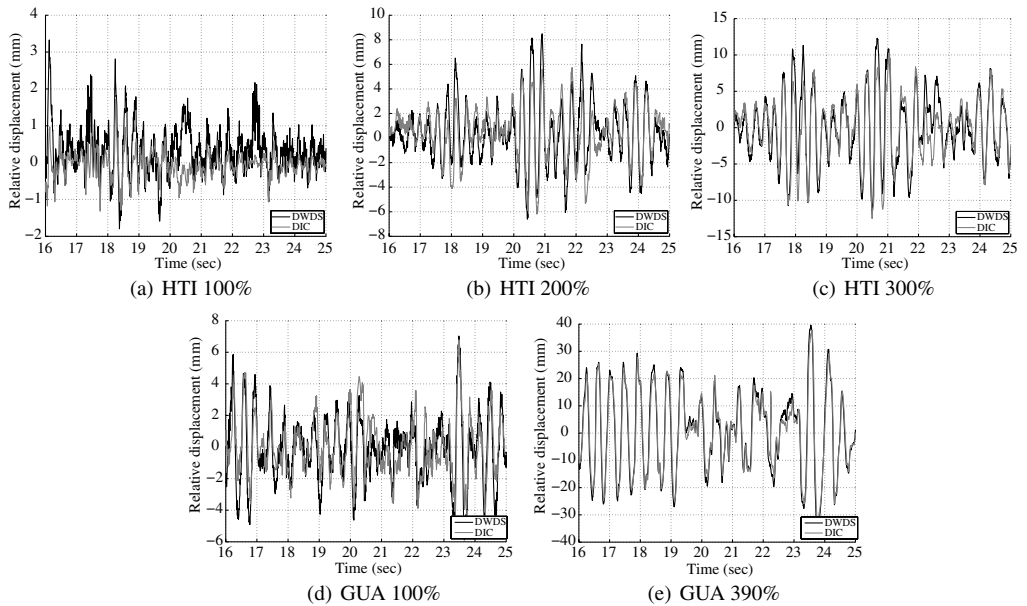 Relative displacement (mm)
4
3
2
1
0
−1
−2
16 17 18 19 20 21 22 23 24 25
Time (sec)
DWDS
DIC
(a) HTI 100%
Relative displacement (mm)
10
8
6
4
2
0
−2
−4
−6
−8
16 17 18 19 20 21 22 23 24 25
Time (sec)
DWDS
DIC
(b) HTI 200%
Relative displacement (mm)
15
10
5
0
−5
−10
−15
16 17 18 19 20 21 22 23 24 25
Time (sec)
DWDS
DIC
(c) HTI 300%
Relative displacement (mm)
8
6
4
2
0
−2
−4
−6
16 17 18 19 20 21 22 23 24 25
Time (sec)
DWDS
DIC
(d) GUA 100%
Relative displacement (mm)
40
30
20
10
0
−10
−20
−30
−40
16 17 18 19 20 21 22 23 24 25
Time (sec)
DWDS
DIC
(e) GUA 390%